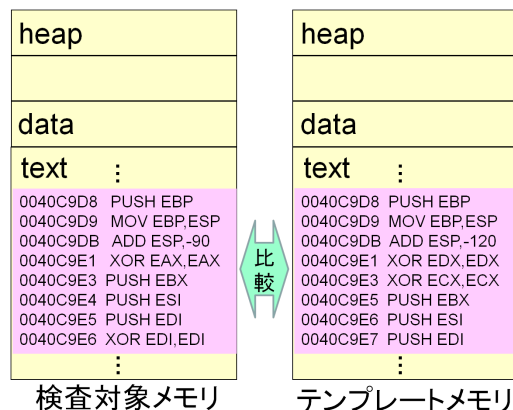 heap
data
text
⋮
0040C9D8 PUSH EBP
0040C9D9 MOV EBP,ESP
0040C9DB ADD ESP,-90
0040C9E1 XOR EAX,EAX
0040C9E3 PUSH EBX
0040C9E4 PUSH ESI
0040C9E5 PUSH EDI
0040C9E6 XOR EDI,EDI
⋮
検査対象メモリ
比較
heap
data
text
⋮
0040C9D8 PUSH EBP
0040C9D9 MOV EBP,ESP
0040C9DB ADD ESP,-120
0040C9E1 XOR EDX,EDX
0040C9E3 XOR ECX,ECX
0040C9E5 PUSH EBX
0040C9E6 PUSH ESI
0040C9E7 PUSH EDI
⋮
テンプレートメモリ